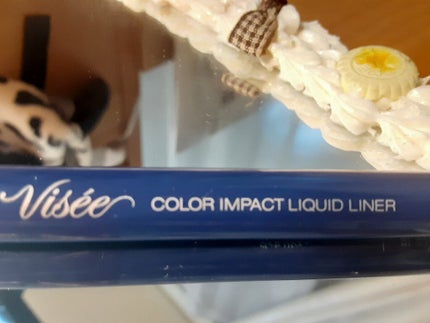 Visée COLOR IMPACT LIQUID LINER